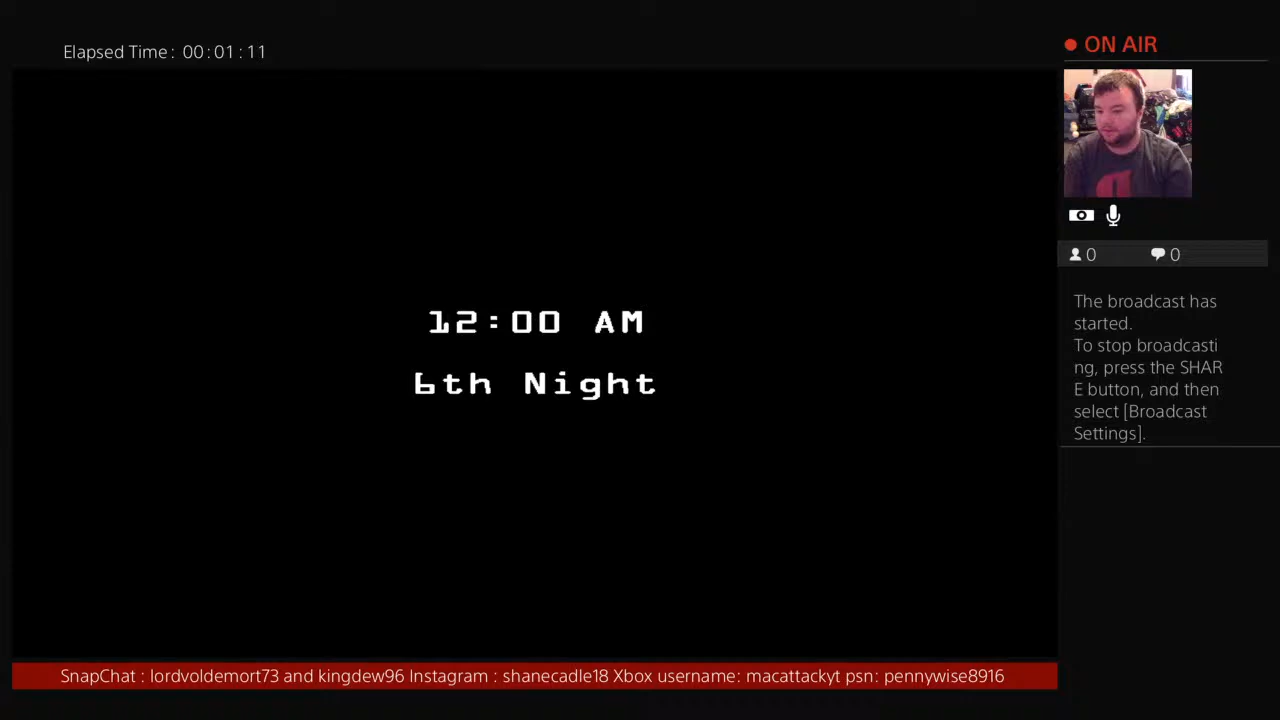 Elapsed Time: 00:01:11
ON AIR
0 0
12:00 AM
6th Night
The broadcast has
started.
To stop broadcasti
ng, press the SHAR
E button, and then
select [Broadcast
Settings].
SnapChat : lordvoldemort73 and kingdew96 Instagram : shanecadle18 Xbox username: macattackyt psn: pennywise8916